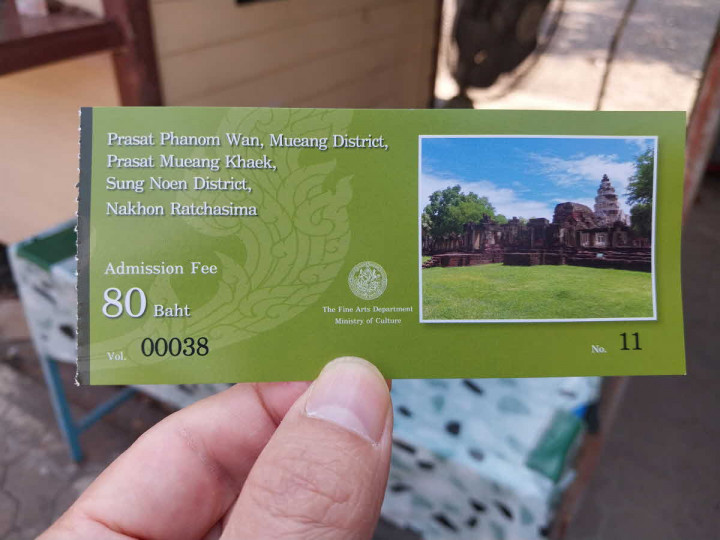 Prasat Phanom Wan, Mueang District,
Prasat Mueang Khaek,
Sung Noen District,
Nakhon Ratchasima
Admission Fee
80 Baht
The Fine Arts Department
Ministry of Culture
Vol. 00038
No. 11